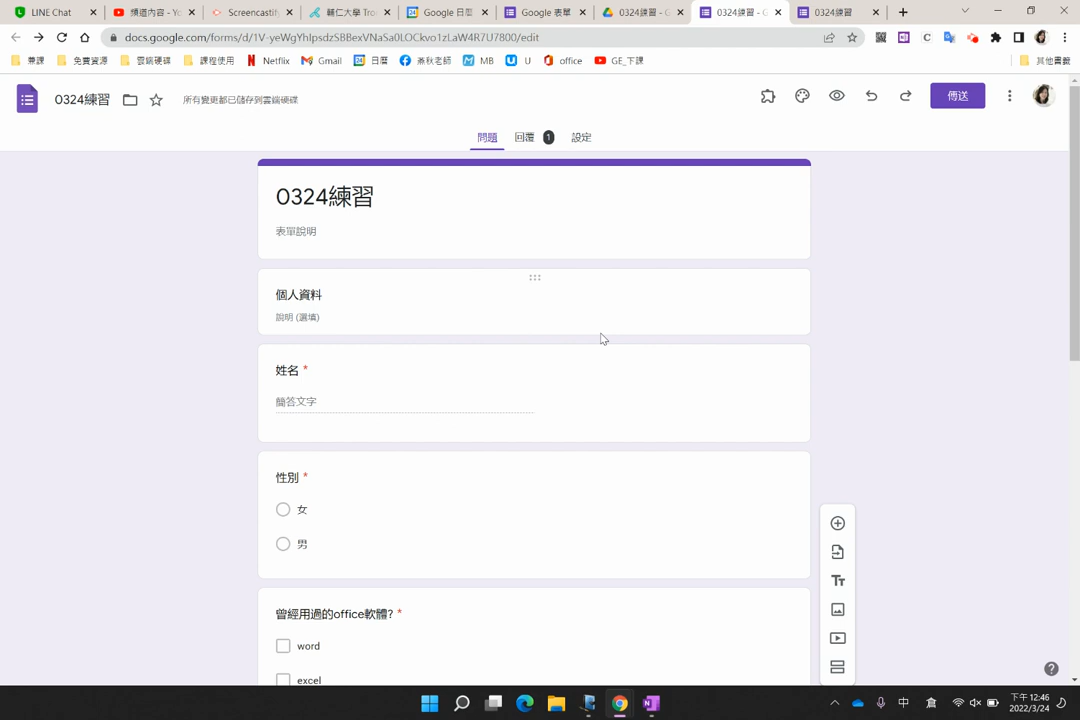 LINE Chat
頻道內容 - Yo
Screencastif
輔仁大學 Tro
Google 日曆
Google 表單
0324練習 - G
0324練習 - G
0324練習
docs.google.com/forms/d/1V-yeWgYhJpsdzSBBexVNaSa0LOCkvo1zLaW4R7U7800/edit
兼課
免費資源
雲端硬碟
課程使用
Netflix
Gmail
日曆
燕秋老師
MB
U
office
GE_下課
其他書籤
0324練習
所有變更都已儲存到雲端硬碟
傳送
問題
回覆
1
設定
0324練習
表單說明
個人資料
說明 (選填)
姓名 *
簡答文字
性別 *
女
男
曾經用過的office軟體? *
word
excel
中
倉
下午 12:46
2022/3/24